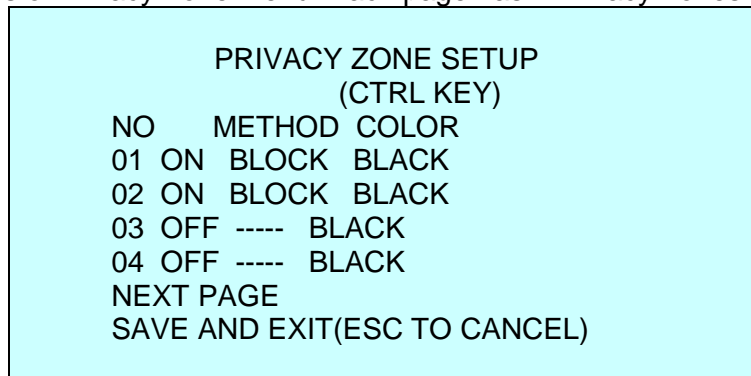 PRIVACY ZONE SETUP
(CTRL KEY)
NO METHOD COLOR
01 ON BLOCK BLACK
02 ON BLOCK BLACK
03 OFF ----- BLACK
04 OFF ----- BLACK
NEXT PAGE
SAVE AND EXIT(ESC TO CANCEL)